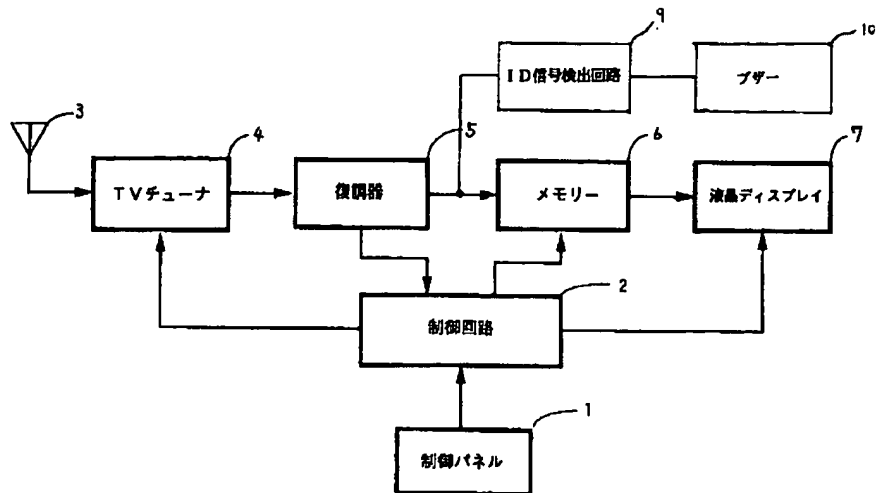 9
10
ID信号検出回路
ブザー
3
4
5
6
7
TVチューナ
復調器
メモリー
液晶ディスプレイ
2
制御回路
1
制御パネル